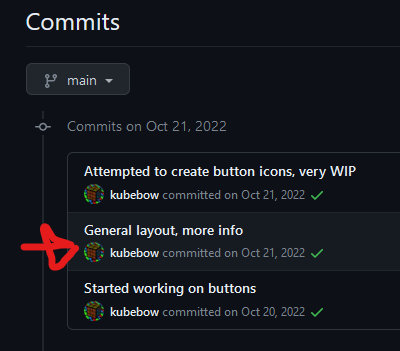 Commits
main
Commits on Oct 21, 2022
Attempted to create button icons, very WIP
kubebow committed on Oct 21, 2022
General layout, more info
kubebow committed on Oct 21, 2022
Started working on buttons
kubebow committed on Oct 20, 2022